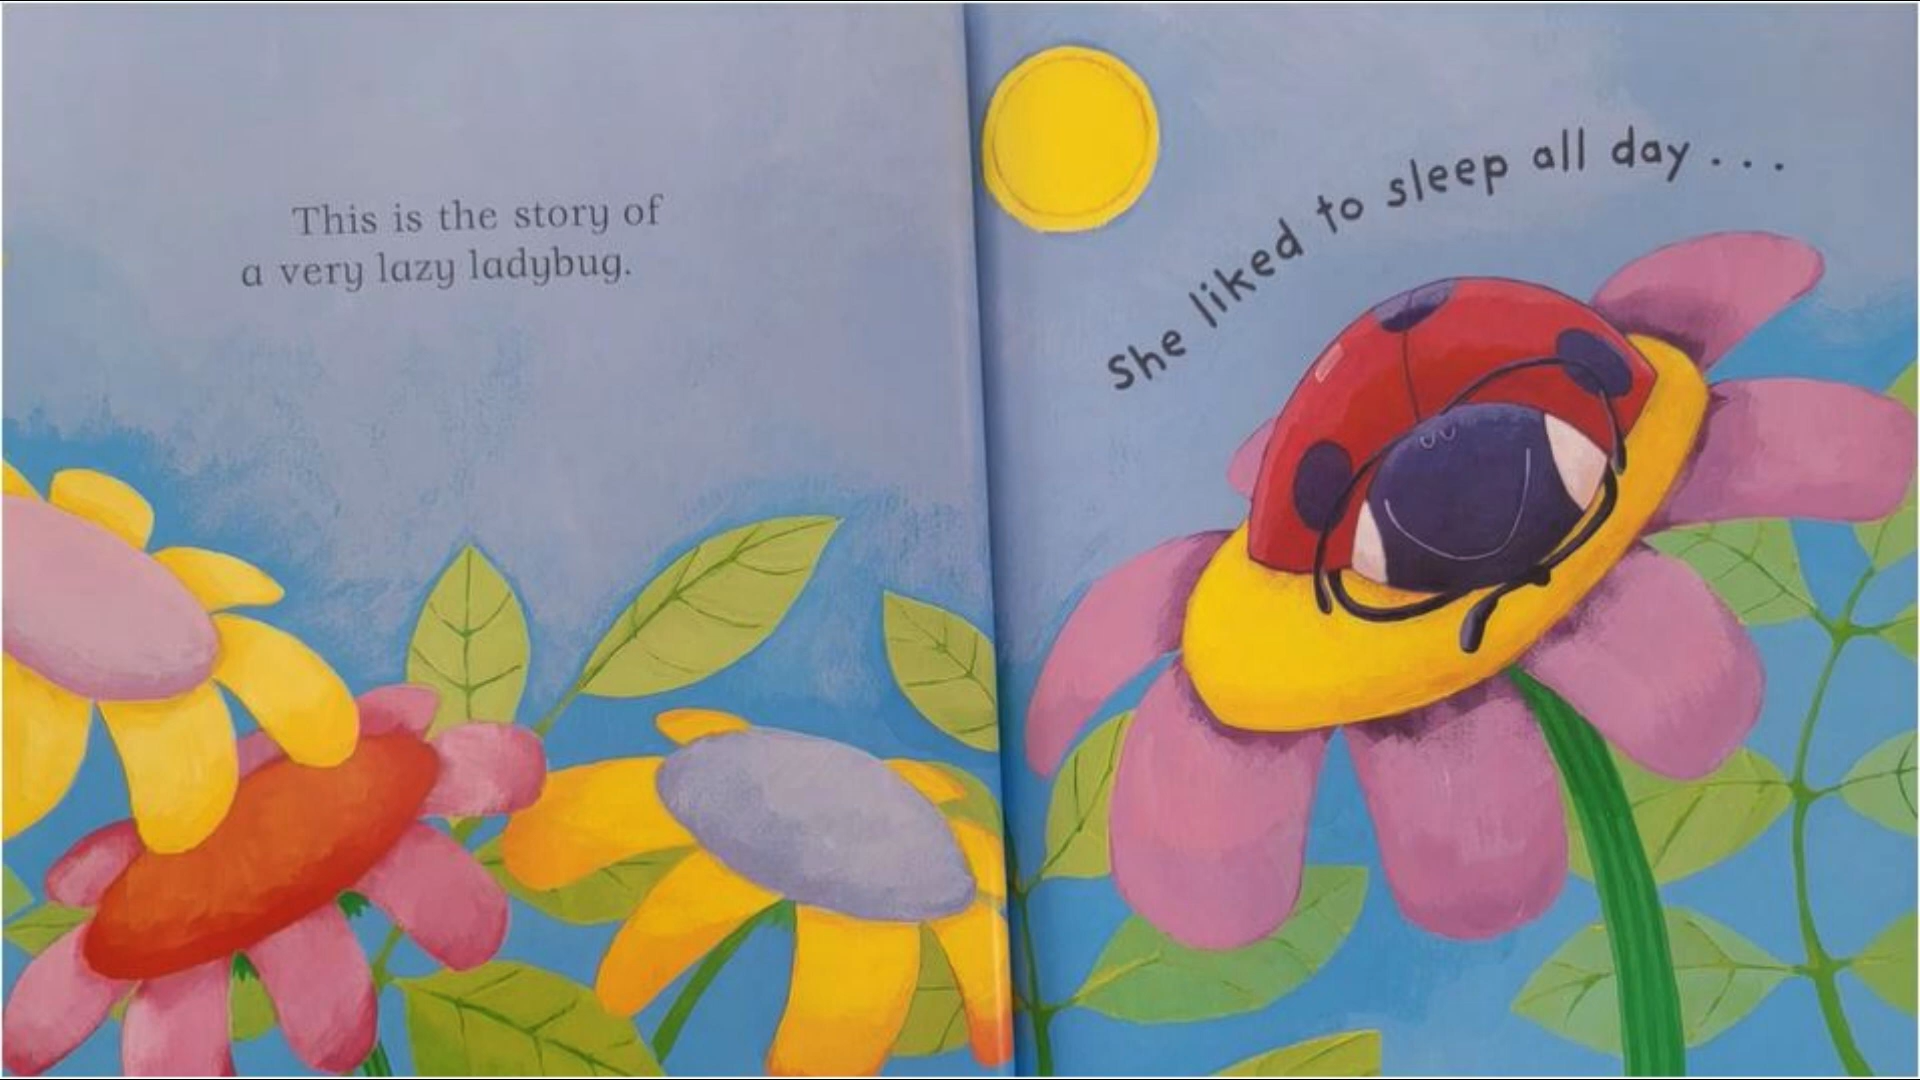 This is the story of
a very lazy ladybug.
She liked to sleep all day . . .